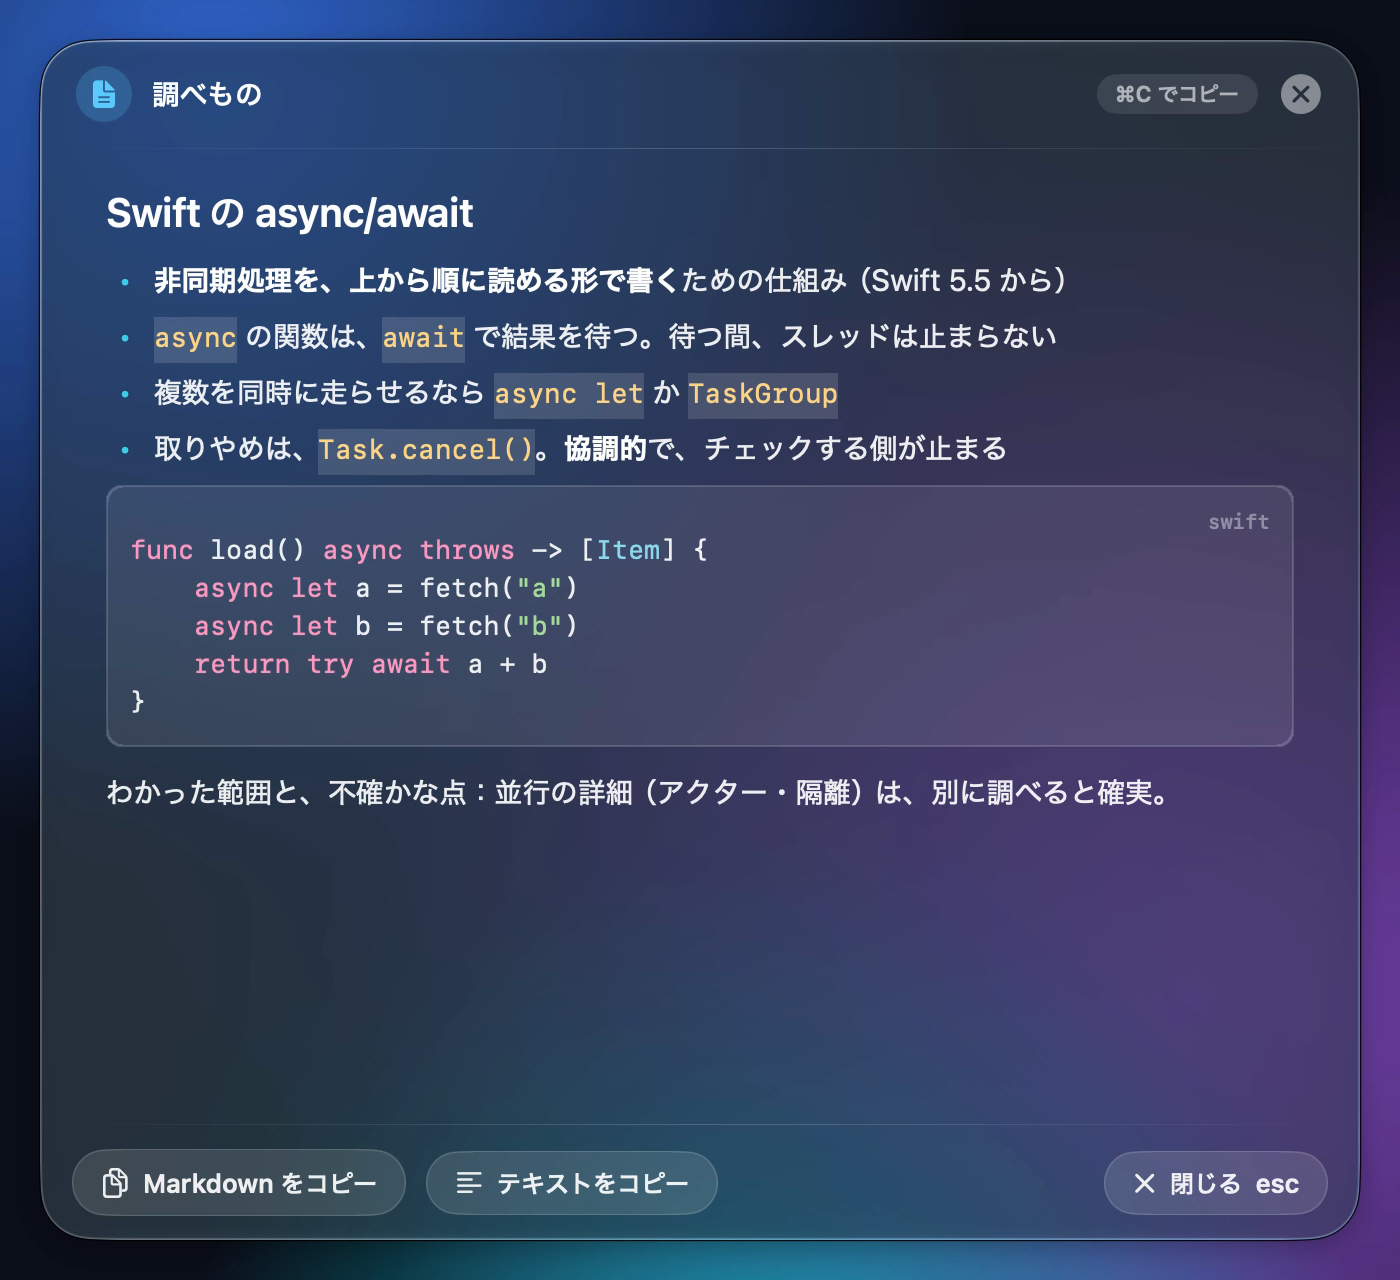 調べもの
⌘C でコピー
Swift の async/await
• 非同期処理を、上から順に読める形で書くための仕組み（Swift 5.5 から）
• async の関数は、await で結果を待つ。待つ間、スレッドは止まらない
• 複数を同時に走らせるなら async let か TaskGroup
• 取りやめは、Task.cancel()。協調的で、チェックする側が止まる
swift
func load() async throws -> [Item] {
    async let a = fetch("a")
    async let b = fetch("b")
    return try await a + b
}
わかった範囲と、不確かな点：並行の詳細（アクター・隔離）は、別に調べると確実。
Markdown をコピー
テキストをコピー
閉じる esc